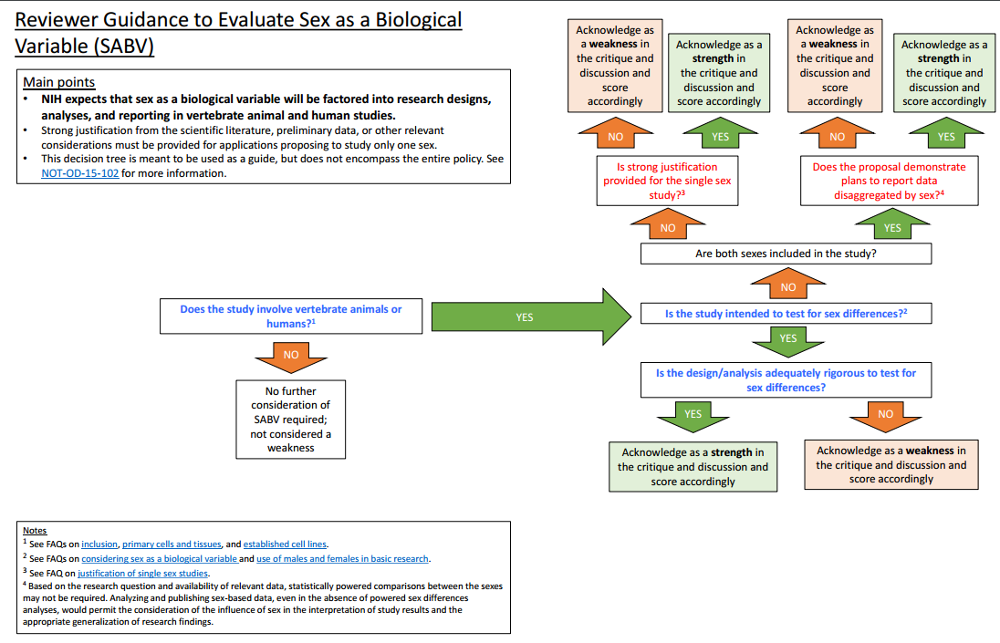 Reviewer Guidance to Evaluate Sex as a Biological
Variable (SABV)
Main points
• NIH expects that sex as a biological variable will be factored into research designs,
analyses, and reporting in vertebrate animal and human studies.
• Strong justification from the scientific literature, preliminary data, or other relevant
considerations must be provided for applications proposing to study only one sex.
• This decision tree is meant to be used as a guide, but does not encompass the entire policy. See
NOT-OD-15-102 for more information.
Acknowledge as
a weakness in
the critique and
discussion and
score
accordingly
Acknowledge as a
strength in
the critique and
discussion and
score accordingly
Acknowledge as
a weakness in
the critique and
discussion and
score
accordingly
Acknowledge as a
strength in
the critique and
discussion and
score accordingly
NO
YES
NO
YES
Is strong justification
provided for the single sex
study?³
Does the proposal demonstrate
plans to report data
disaggregated by sex?⁴
NO
YES
Are both sexes included in the study?
NO
Does the study involve vertebrate animals or
humans?¹
YES
Is the study intended to test for sex differences?²
NO
YES
No further
consideration of
SABV required;
not considered a
weakness
Is the design/analysis adequately rigorous to test for
sex differences?
YES
NO
Acknowledge as a strength in
the critique and discussion and
score accordingly
Acknowledge as a weakness in
the critique and discussion and
score accordingly
Notes
¹ See FAQs on inclusion, primary cells and tissues, and established cell lines.
² See FAQs on considering sex as a biological variable and use of males and females in basic research.
³ See FAQ on justification of single sex studies.
⁴ Based on the research question and availability of relevant data, statistically powered comparisons between the sexes
may not be required. Analyzing and publishing sex-based data, even in the absence of powered sex differences
analyses, would permit the consideration of the influence of sex in the interpretation of study results and the
appropriate generalization of research findings.